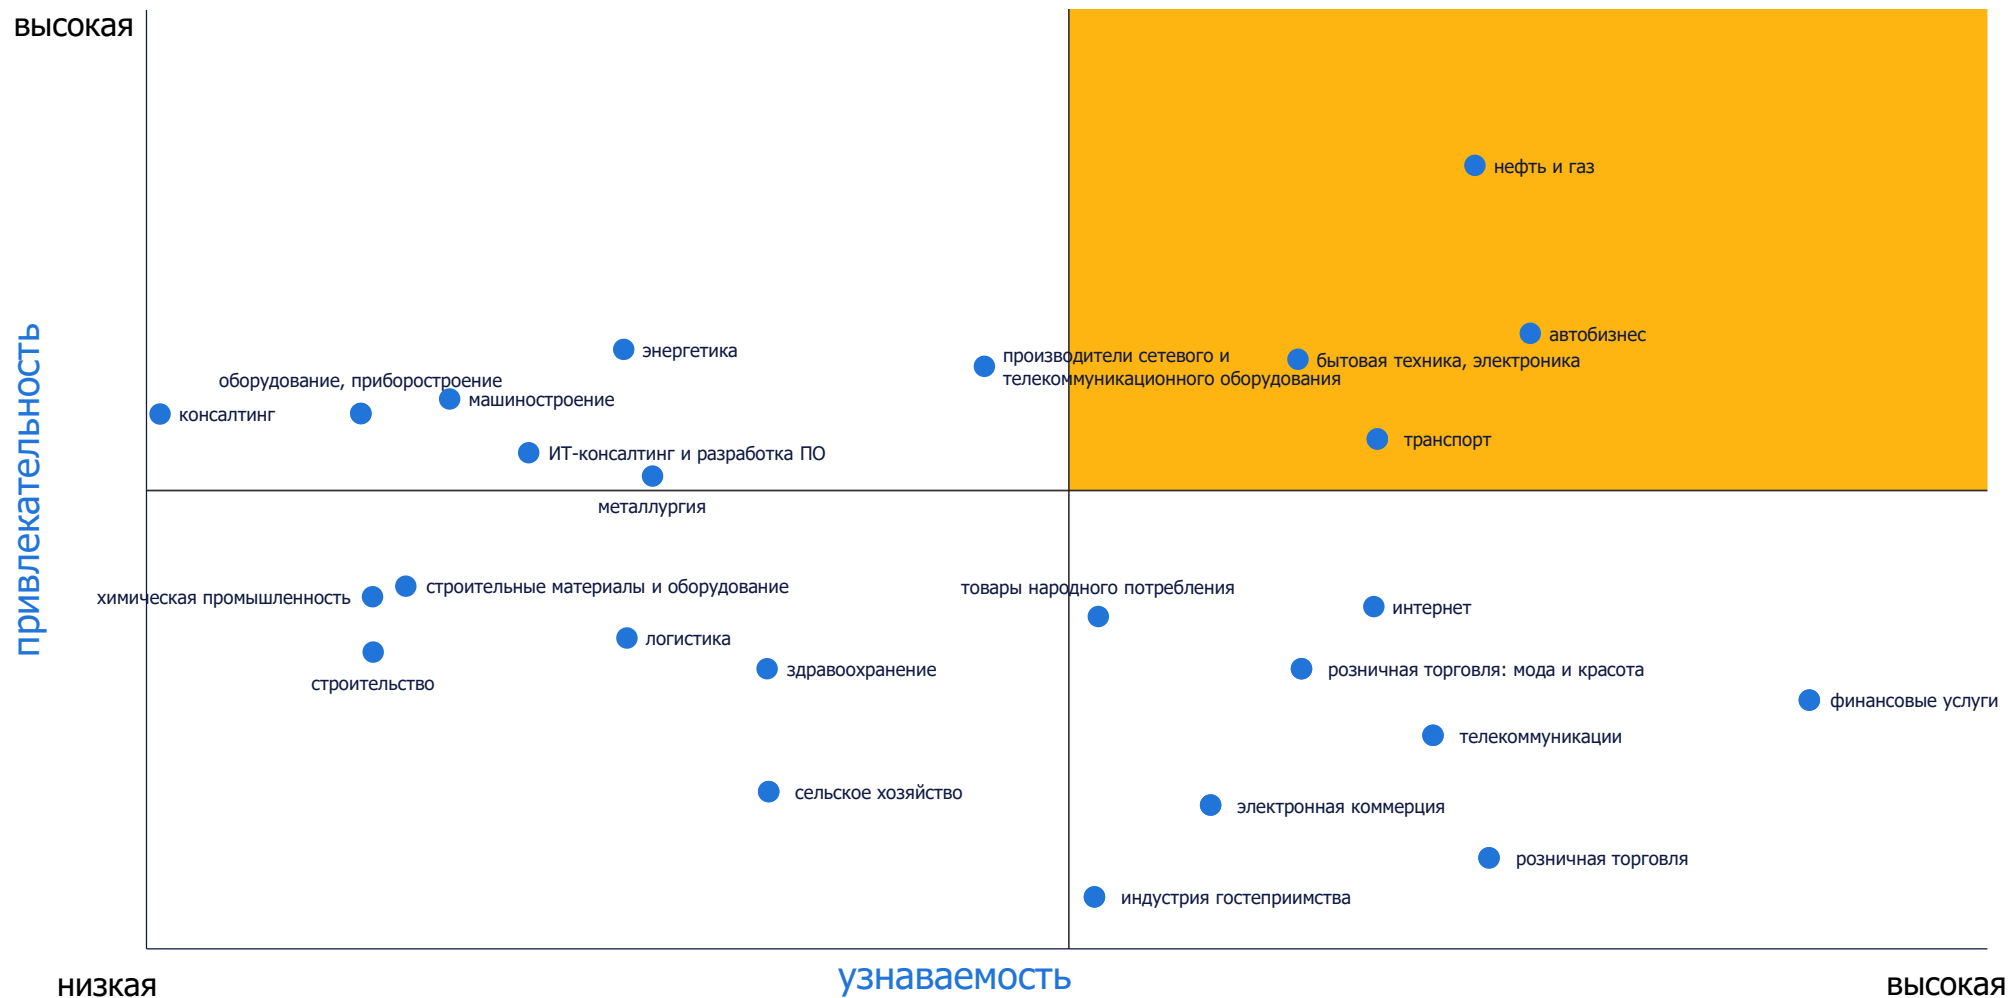 высокая
нефть и газ
автобизнес
энергетика
производители сетевого и
телекоммуникационного оборудования
бытовая техника, электроника
оборудование, приборостроение
машиностроение
консалтинг
транспорт
ИТ-консалтинг и разработка ПО
металлургия
привлекательность
строительные материалы и оборудование
химическая промышленность
товары народного потребления
интернет
логистика
здравоохранение
розничная торговля: мода и красота
строительство
финансовые услуги
телекоммуникации
сельское хозяйство
электронная коммерция
розничная торговля
индустрия гостеприимства
низкая
узнаваемость
высокая